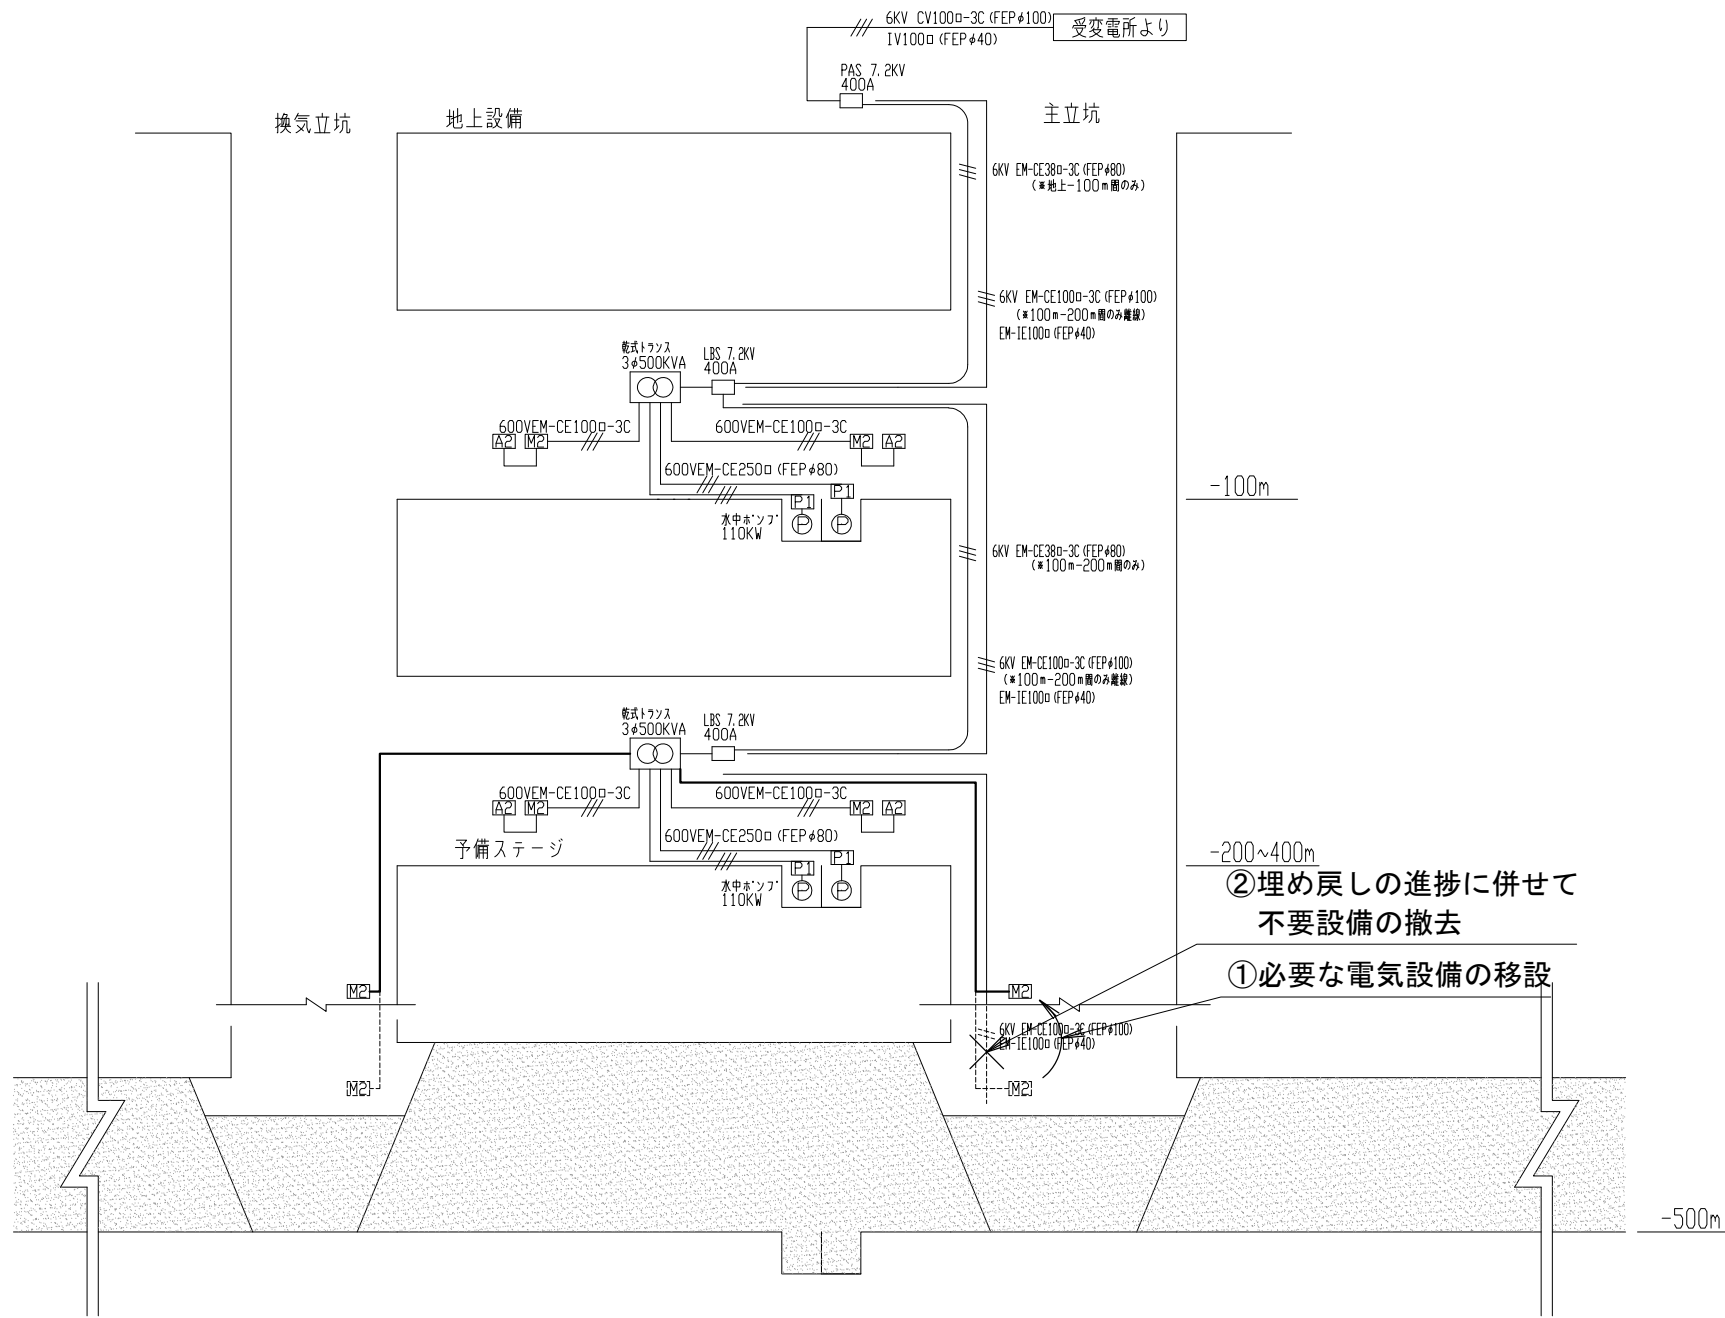 6KV CV100□-3C (FEPφ100)
IV100□ (FEPφ40)
受変電所より
PAS 7.2KV
400A
換気立坑
地上設備
主立坑
6KV EM-CE38□-3C (FEPφ80)
(※地上-100m間のみ)
6KV EM-CE100□-3C (FEPφ100)
(※100m-200m間のみ離線)
EM-IE100□ (FEPφ40)
乾式トランス
3φ500KVA
LBS 7.2KV
400A
600VEM-CE100□-3C
600VEM-CE100□-3C
A2 M2
M2 A2
600VEM-CE250□ (FEPφ80)
P1
P1
水中ポンプ
110KW
P
P
-100m
6KV EM-CE38□-3C (FEPφ80)
(※100m-200m間のみ)
6KV EM-CE100□-3C (FEPφ100)
(※100m-200m間のみ離線)
EM-IE100□ (FEPφ40)
乾式トランス
3φ500KVA
LBS 7.2KV
400A
600VEM-CE100□-3C
600VEM-CE100□-3C
A2 M2
M2 A2
600VEM-CE250□ (FEPφ80)
予備ステージ
P1
P1
水中ポンプ
110KW
P
P
-200~400m
②埋め戻しの進捗に併せて
不要設備の撤去
①必要な電気設備の移設
M2
M2
6KV EM-CE100□-3C (FEPφ100)
EM-IE100□ (FEPφ40)
M2
M2
-500m